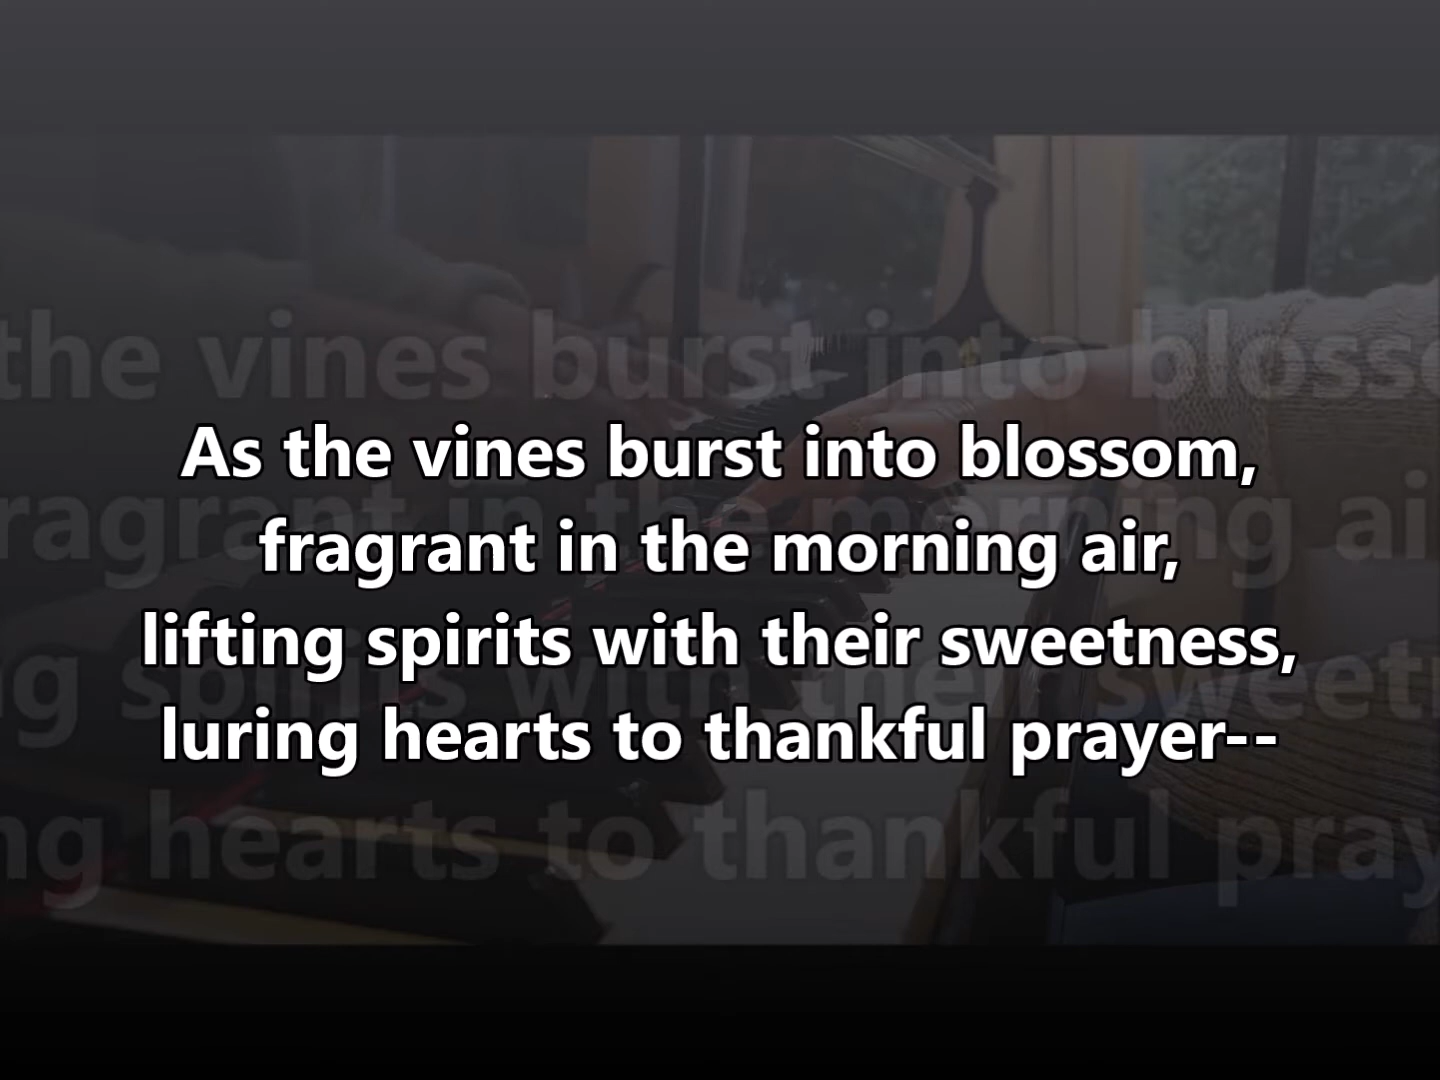 As the vines burst into blossom,
fragrant in the morning air,
lifting spirits with their sweetness,
luring hearts to thankful prayer--